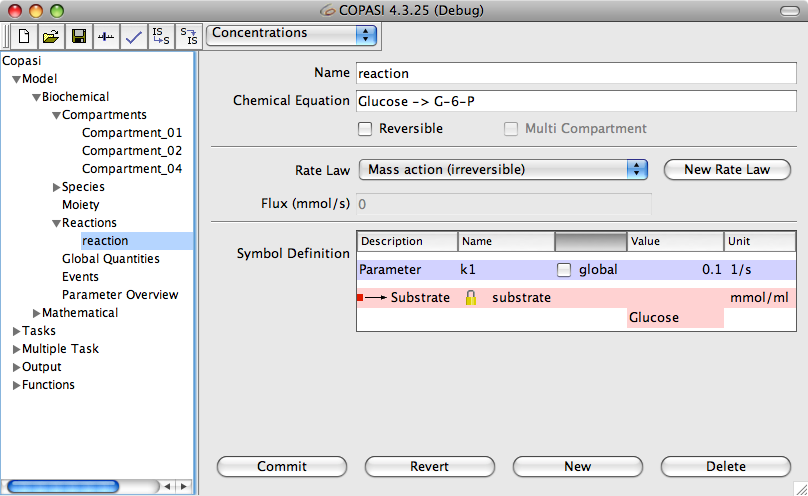 COPASI 4.3.25 (Debug)
IS S S IS Concentrations
Copasi
Model
Biochemical
Compartments
Compartment_01
Compartment_02
Compartment_04
Species
Moiety
Reactions
reaction
Global Quantities
Events
Parameter Overview
Mathematical
Tasks
Multiple Task
Output
Functions
Name reaction
Chemical Equation Glucose -> G-6-P
Reversible Multi Compartment
Rate Law Mass action (irreversible) New Rate Law
Flux (mmol/s) 0
Symbol Definition
Description Name Value Unit
Parameter k1 global 0.1 1/s
Substrate substrate mmol/ml
Glucose
Commit Revert New Delete